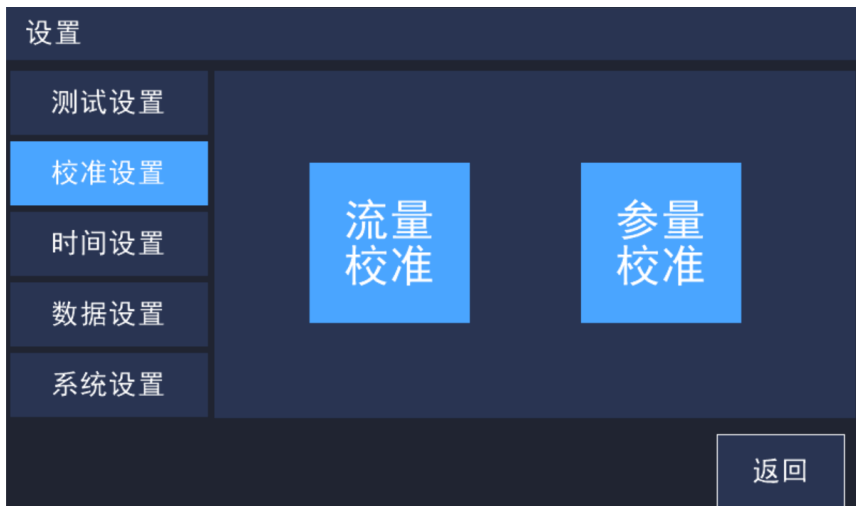 设置
测试设置
校准设置
时间设置
数据设置
系统设置
流量
校准
参量
校准
返回